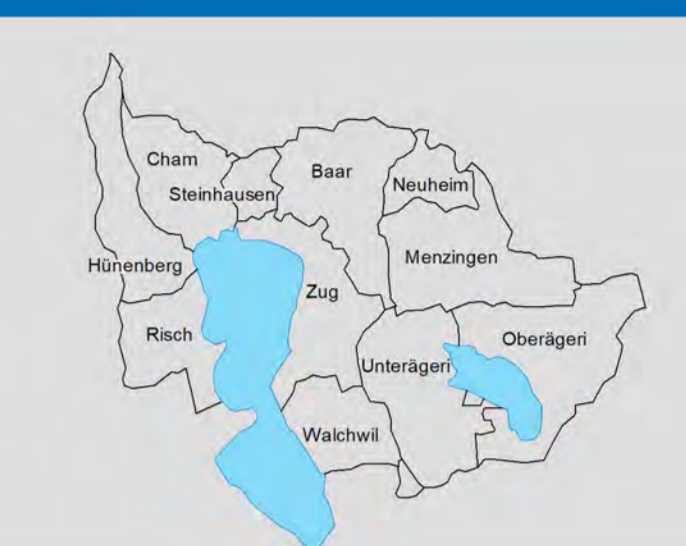 Cham
Steinhausen
Baar
Neuheim
Hünenberg
Zug
Menzingen
Risch
Unterägeri
Oberägeri
Walchwil